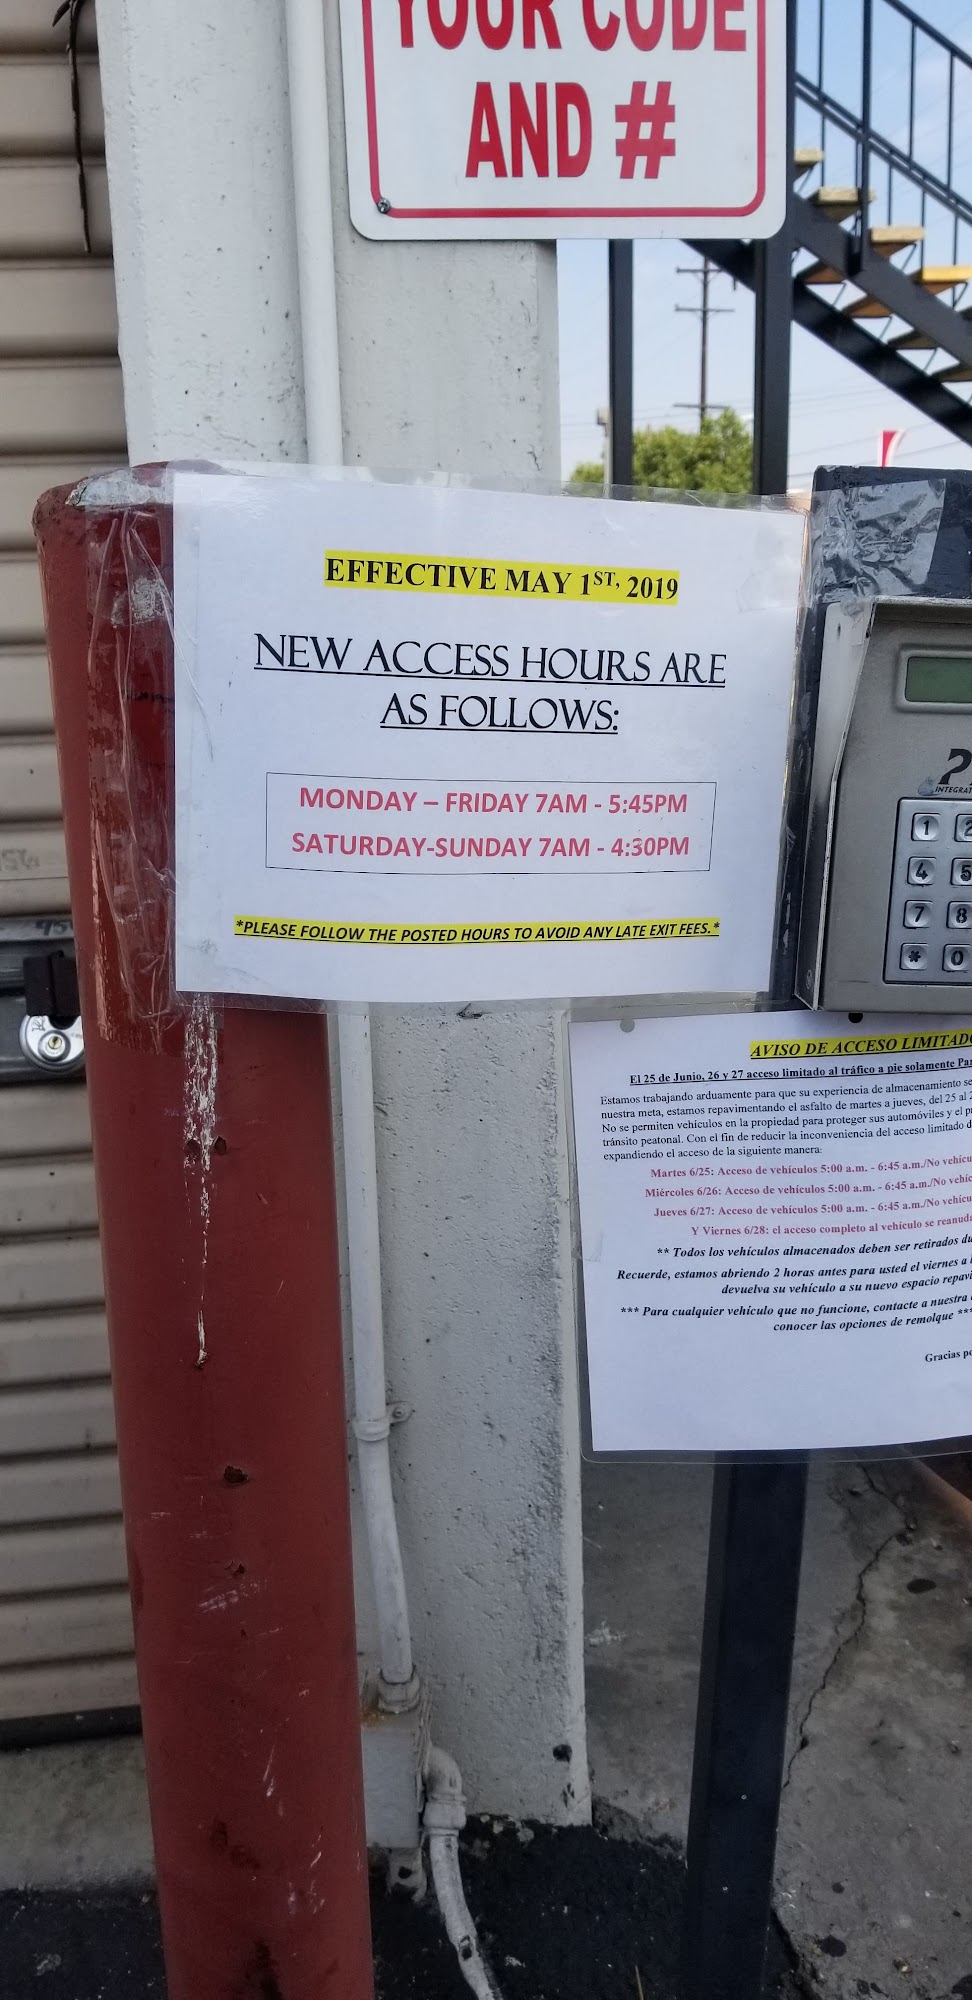 YOUR CODE
AND #
EFFECTIVE MAY 1ST, 2019
NEW ACCESS HOURS ARE
AS FOLLOWS:
MONDAY – FRIDAY 7AM - 5:45PM
SATURDAY-SUNDAY 7AM - 4:30PM
*PLEASE FOLLOW THE POSTED HOURS TO AVOID ANY LATE EXIT FEES.*
1 2
4 5
7 8
* 0
AVISO DE ACCESO LIMITADO
El 25 de Junio, 26 y 27 acceso limitado al tráfico a pie solamente
Estamos trabajando arduamente para que su experiencia de almacenamiento
nuestra meta, estamos repavimentando el asfalto de martes a jueves, del 25 al
No se permiten vehículos en la propiedad para proteger sus automóviles y el
tránsito peatonal. Con el fin de reducir la inconveniencia del acceso limitado
expandiendo el acceso de la siguiente manera:
Martes 6/25: Acceso de vehículos 5:00 a.m. - 6:45 a.m./No
Miércoles 6/26: Acceso de vehículos 5:00 a.m. - 6:45 a.m./No
Jueves 6/27: Acceso de vehículos 5:00 a.m. - 6:45 a.m./No
Y Viernes 6/28: el acceso completo al vehículo se
** Todos los vehículos almacenados deben ser retirados
Recuerde, estamos abriendo 2 horas antes para usted el viernes a
devuelva su vehículo a su nuevo espacio
*** Para cualquier vehículo que no funcione, contacte a nuestra
conocer las opciones de remolque ***
Gracias